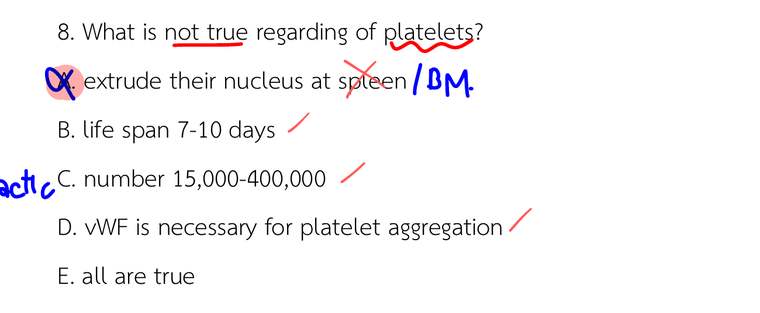 8. What is not true regarding of platelets?
A. extrude their nucleus at spleen /BM.
B. life span 7-10 days
C. number 15,000-400,000
D. vWF is necessary for platelet aggregation
E. all are true